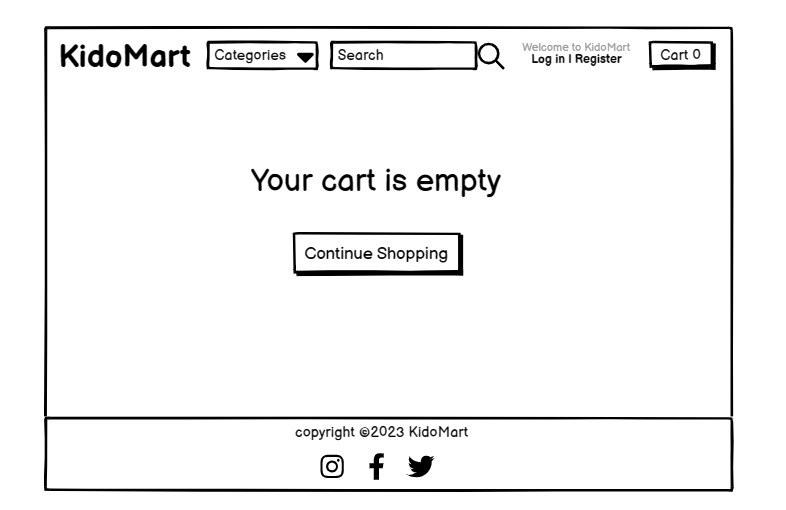 KidoMart
Categories
Search
Welcome to KidoMart
Log in | Register
Cart 0
Your cart is empty
Continue Shopping
copyright ©2023 KidoMart